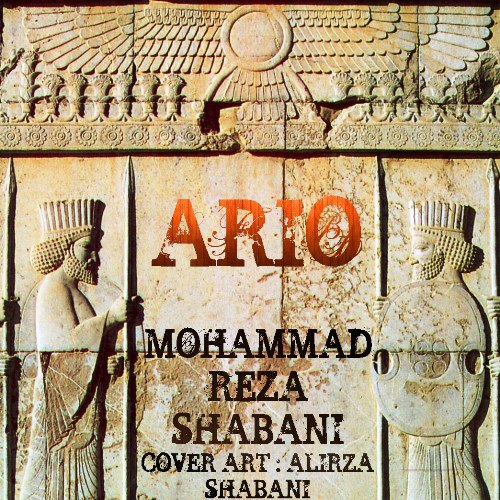 ARIO
MOHAMMAD
REZA
SHABANI
COVER ART : ALIRZA
SHABANI